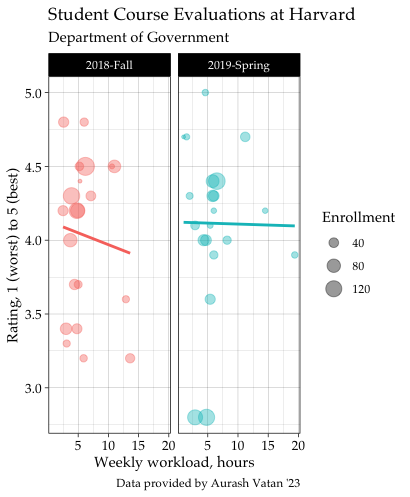 Student Course Evaluations at Harvard
Department of Government
2018-Fall
2019-Spring
Rating, 1 (worst) to 5 (best)
5.0
4.5
4.0
3.5
3.0
5 10 15 20
5 10 15 20
Weekly workload, hours
Enrollment
40
80
120
Data provided by Aurash Vatan '23